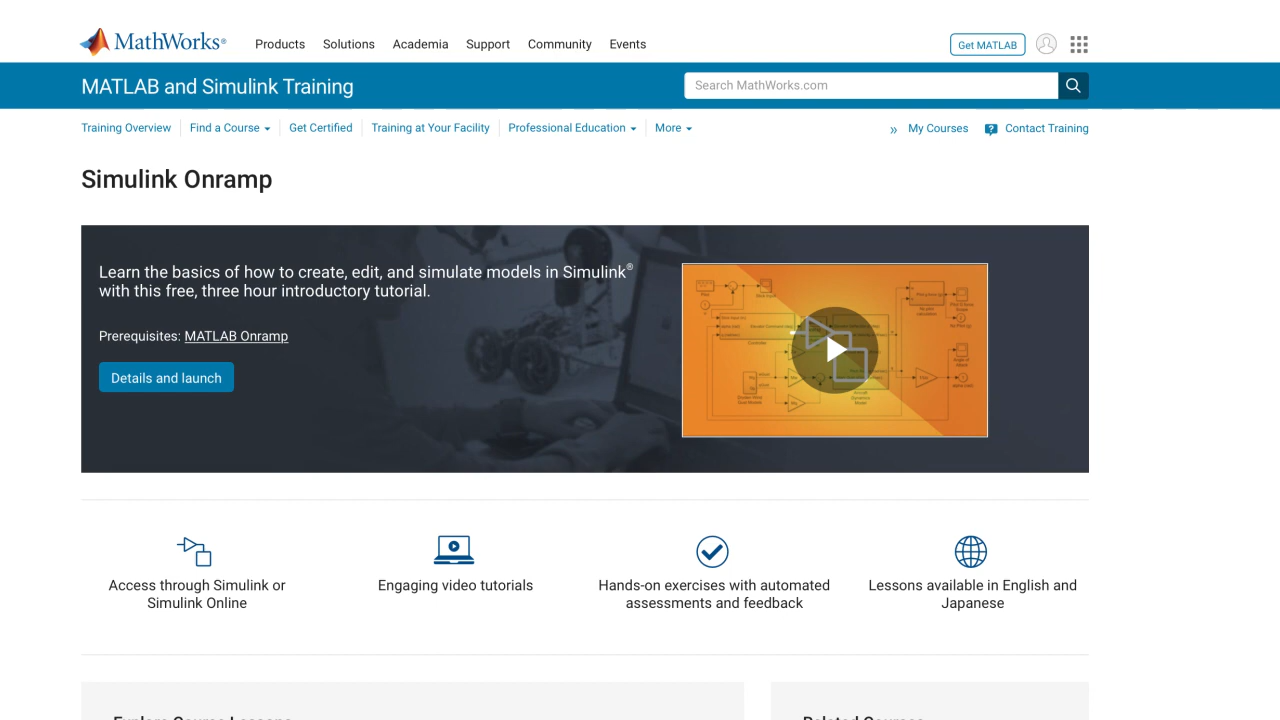 MathWorks®
Products Solutions Academia Support Community Events
Get MATLAB
MATLAB and Simulink Training
Search MathWorks.com
Training Overview Find a Course Get Certified Training at Your Facility Professional Education More
» My Courses Contact Training
Simulink Onramp
Learn the basics of how to create, edit, and simulate models in Simulink®
with this free, three hour introductory tutorial.
Prerequisites: MATLAB Onramp
Details and launch
Access through Simulink or
Simulink Online
Engaging video tutorials
Hands-on exercises with automated
assessments and feedback
Lessons available in English and
Japanese